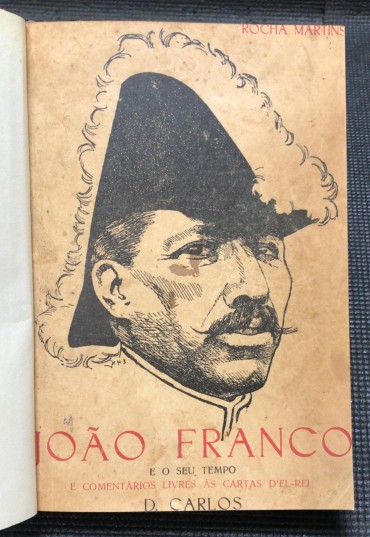 ROCHA MARTINS
JOÃO FRANCO
E O SEU TEMPO
E COMENTÁRIOS LIVRES ÀS CARTAS D'EL-REI
D. CARLOS